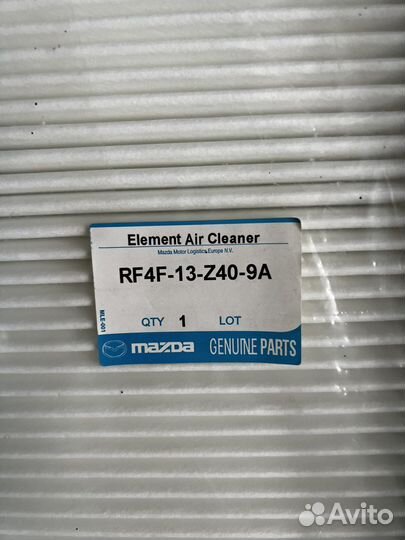 Element Air Cleaner
Mazda Motor Logistics Europe N.V.
RF4F-13-Z40-9A
QTY 1 LOT
MLE-001
mazda GENUINE PARTS
Avito